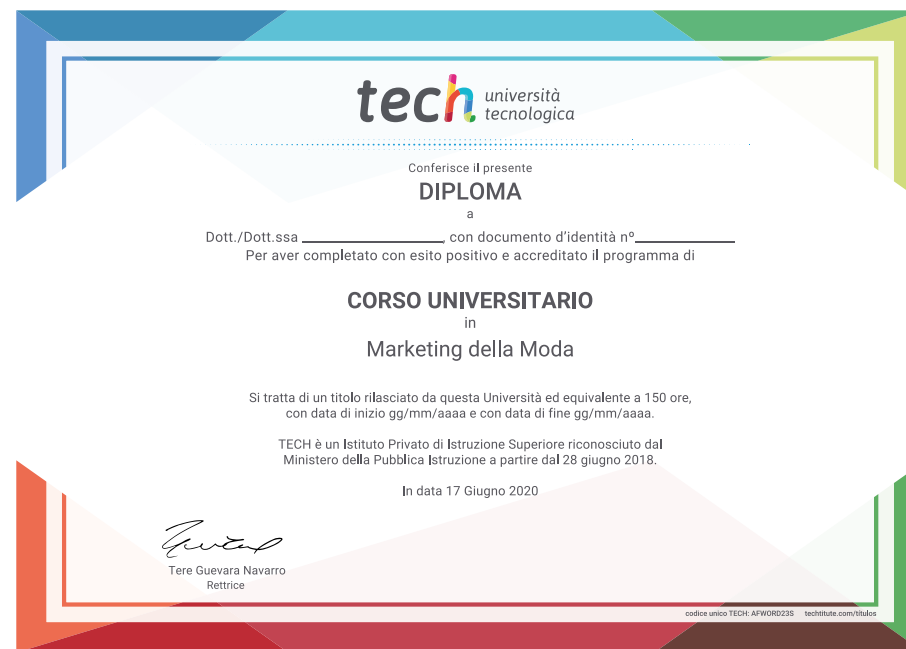 tech università
tecnologica
Conferisce il presente
DIPLOMA
a
Dott./Dott.ssa ____________________, con documento d'identità nº______________
Per aver completato con esito positivo e accreditato il programma di
CORSO UNIVERSITARIO
in
Marketing della Moda
Si tratta di un titolo rilasciato da questa Università ed equivalente a 150 ore,
con data di inizio gg/mm/aaaa e con data di fine gg/mm/aaaa.
TECH è un Istituto Privato di Istruzione Superiore riconosciuto dal
Ministero della Pubblica Istruzione a partire dal 28 giugno 2018.
In data 17 Giugno 2020
Tere Guevara Navarro
Rettrice
codice unico TECH: AFWORD23S techtitute.com/titulos